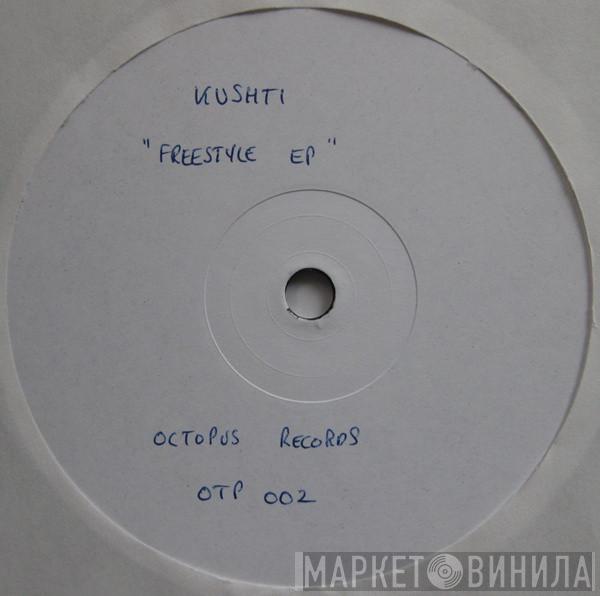 KUSHTI
"FREESTYLE EP"
OCTOPUS RECORDS
OTP 002
МАРКЕТ ВИНИЛА